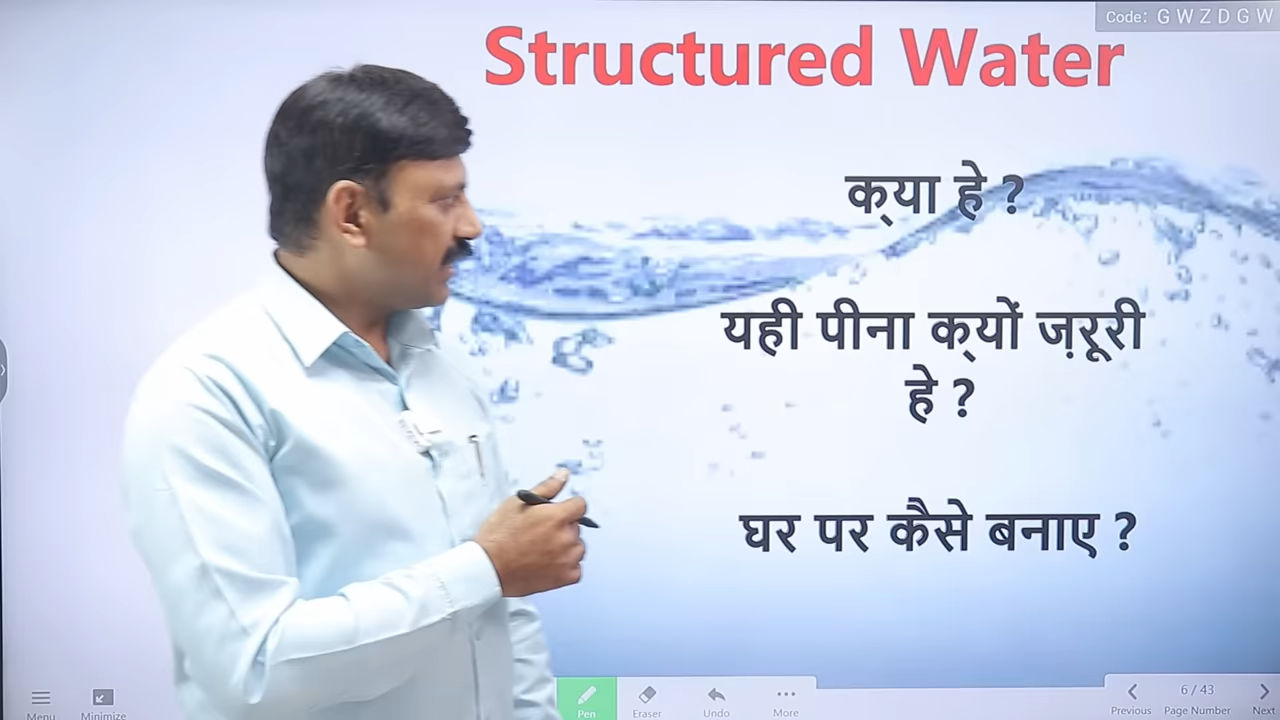 Code: G W Z D G W
Structured Water
क्या हे ?
यही पीना क्यों ज़रूरी
हे ?
घर पर कैसे बनाए ?
Menu
Minimize
Pen
Eraser
Undo
More
Previous
6 / 43
Page Number
Next